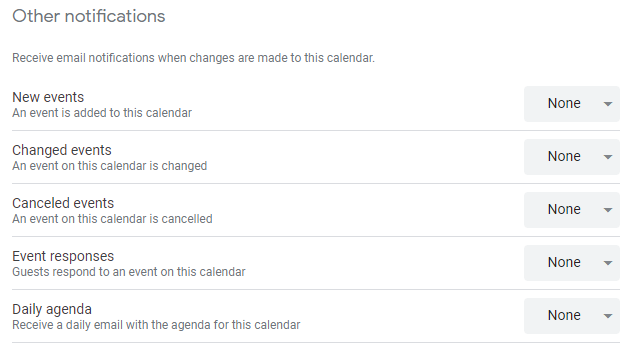 Other notifications
Receive email notifications when changes are made to this calendar.
New events
An event is added to this calendar
None
Changed events
An event on this calendar is changed
None
Canceled events
An event on this calendar is cancelled
None
Event responses
Guests respond to an event on this calendar
None
Daily agenda
Receive a daily email with the agenda for this calendar
None